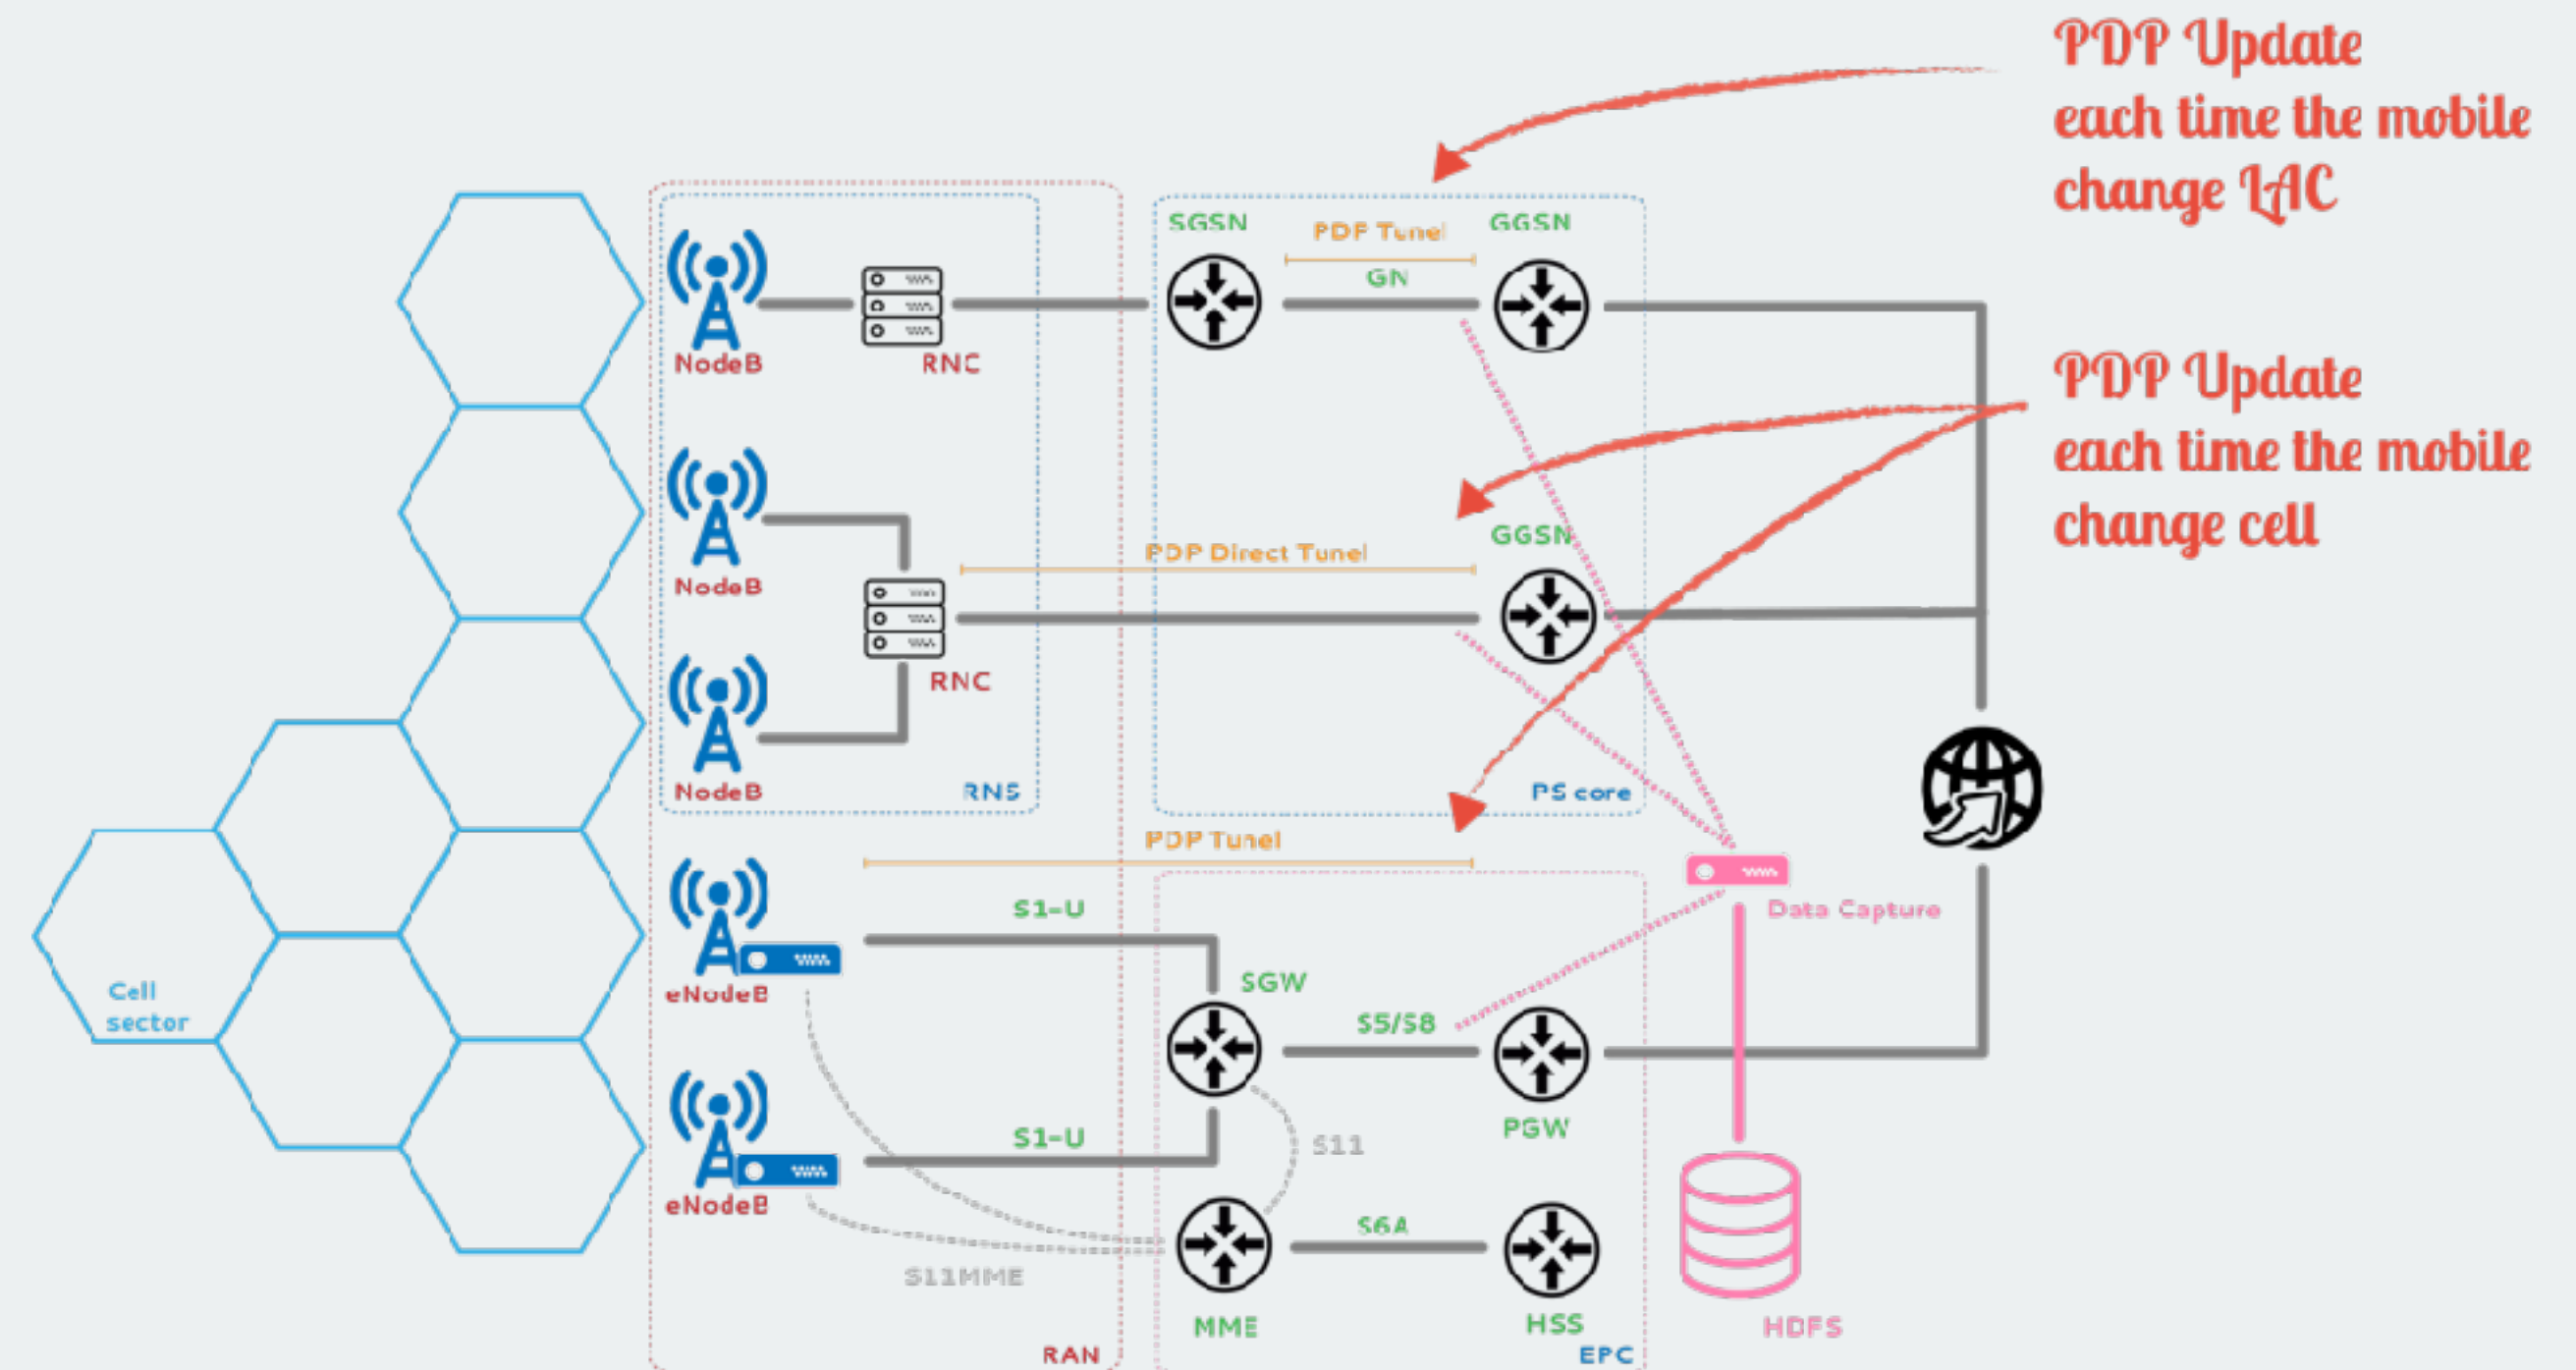 PDP Update
each time the mobile
change LAC
SGSN
PDP Tunel
GGSN
GN
NodeB
RNC
PDP Update
each time the mobile
change cell
GGSN
PDP Direct Tunel
NodeB
RNC
NodeB
RNS
PS core
PDP Tunel
S1-U
Data Capture
Cell
sector
eNodeB
SGW
S5/S8
PGW
S1-U
S11
eNodeB
S6A
S11MME
MME
HSS
HDFS
RAN
EPC